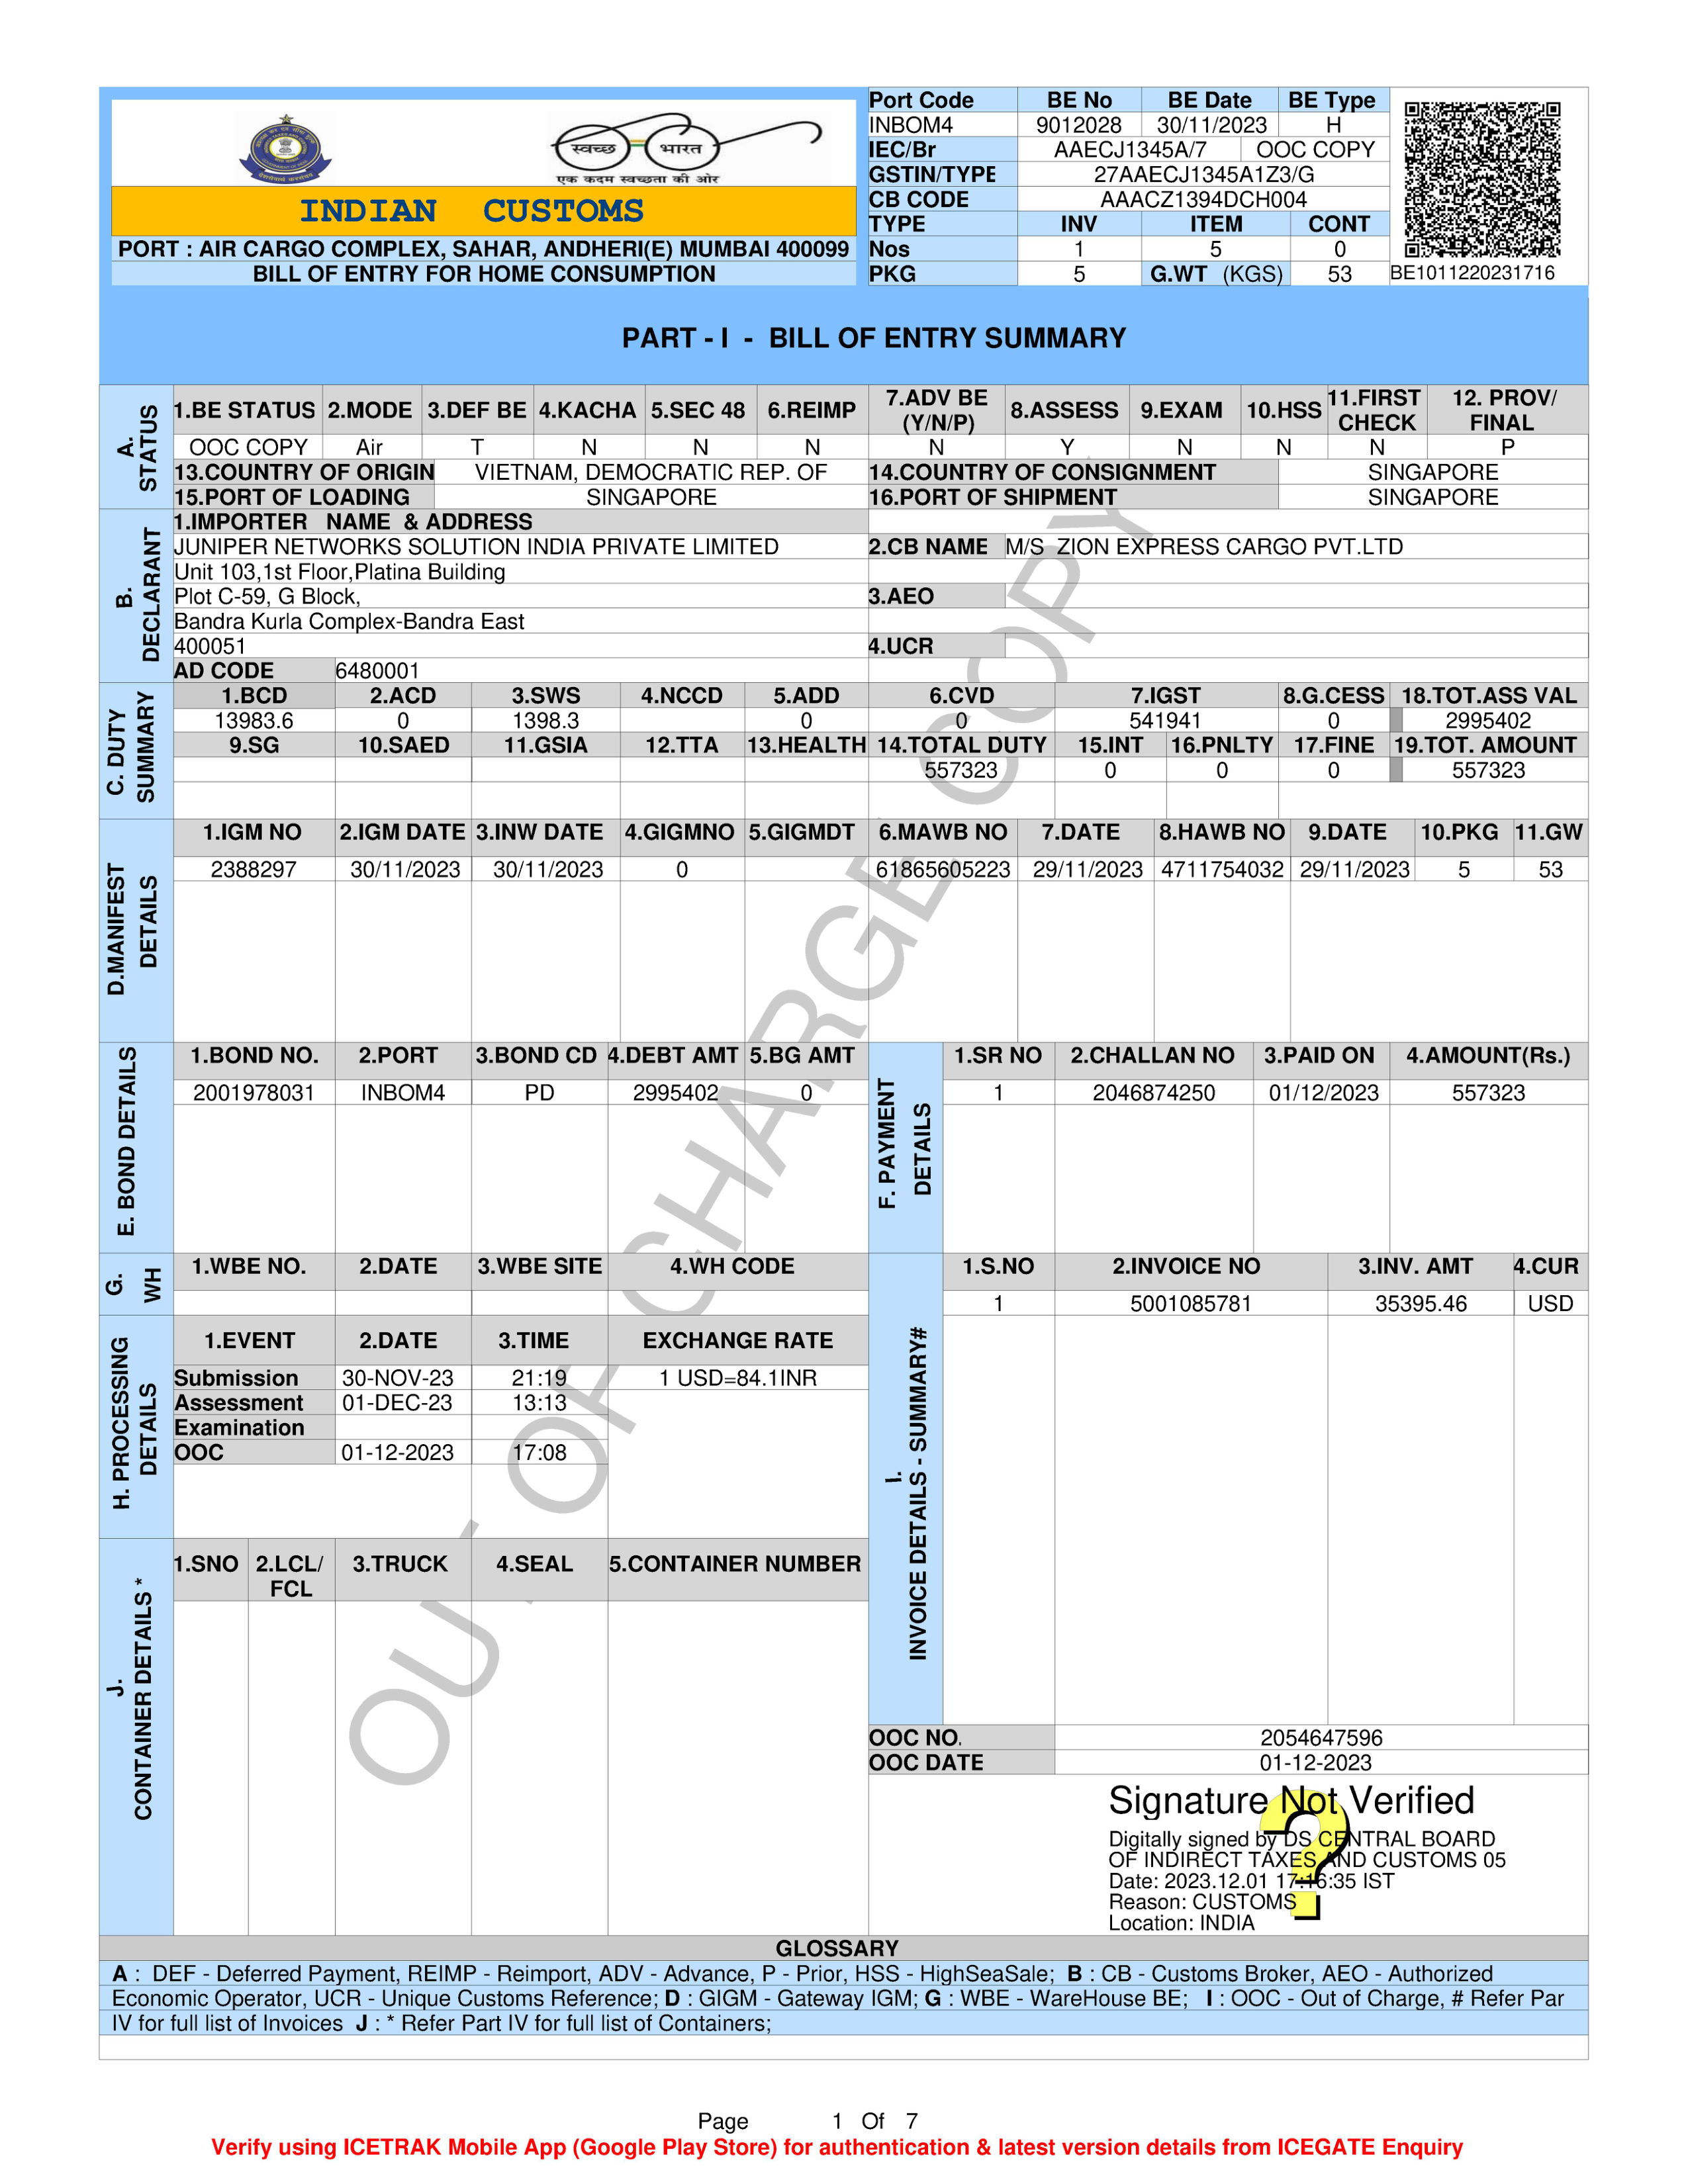 स्वच्छ भारत
एक कदम स्वच्छता की ओर
INDIAN CUSTOMS
PORT : AIR CARGO COMPLEX, SAHAR, ANDHERI(E) MUMBAI 400099
BILL OF ENTRY FOR HOME CONSUMPTION
Port Code BE No BE Date BE Type
INBOM4 9012028 30/11/2023 H
IEC/Br AAECJ1345A/7 OOC COPY
GSTIN/TYPE 27AAECJ1345A1Z3/G
CB CODE AAACZ1394DCH004
TYPE INV ITEM CONT
Nos 1 5 0
PKG 5 G.WT (KGS) 53
BE1011220231716
PART - I - BILL OF ENTRY SUMMARY
A. STATUS
1.BE STATUS 2.MODE 3.DEF BE 4.KACHA 5.SEC 48 6.REIMP 7.ADV BE (Y/N/P) 8.ASSESS 9.EXAM 10.HSS 11.FIRST CHECK 12. PROV/ FINAL
OOC COPY Air T N N N N Y N N N P
13.COUNTRY OF ORIGIN VIETNAM, DEMOCRATIC REP. OF 14.COUNTRY OF CONSIGNMENT SINGAPORE
15.PORT OF LOADING SINGAPORE 16.PORT OF SHIPMENT SINGAPORE
B. DECLARANT
1.IMPORTER NAME & ADDRESS
JUNIPER NETWORKS SOLUTION INDIA PRIVATE LIMITED 2.CB NAME M/S ZION EXPRESS CARGO PVT.LTD
Unit 103,1st Floor,Platina Building
Plot C-59, G Block, 3.AEO
Bandra Kurla Complex-Bandra East
400051 4.UCR
AD CODE 6480001
C. DUTY SUMMARY
1.BCD 2.ACD 3.SWS 4.NCCD 5.ADD 6.CVD 7.IGST 8.G.CESS 18.TOT.ASS VAL
13983.6 0 1398.3 0 0 541941 0 2995402
9.SG 10.SAED 11.GSIA 12.TTA 13.HEALTH 14.TOTAL DUTY 15.INT 16.PNLTY 17.FINE 19.TOT. AMOUNT
557323 0 0 0 557323
D.MANIFEST DETAILS
1.IGM NO 2.IGM DATE 3.INW DATE 4.GIGMNO 5.GIGMDT 6.MAWB NO 7.DATE 8.HAWB NO 9.DATE 10.PKG 11.GW
2388297 30/11/2023 30/11/2023 0 61865605223 29/11/2023 4711754032 29/11/2023 5 53
E. BOND DETAILS
1.BOND NO. 2.PORT 3.BOND CD 4.DEBT AMT 5.BG AMT
2001978031 INBOM4 PD 2995402 0
F. PAYMENT DETAILS
1.SR NO 2.CHALLAN NO 3.PAID ON 4.AMOUNT(Rs.)
1 2046874250 01/12/2023 557323
G. WH
1.WBE NO. 2.DATE 3.WBE SITE 4.WH CODE
H. PROCESSING DETAILS
1.EVENT 2.DATE 3.TIME EXCHANGE RATE
Submission 30-NOV-23 21:19 1 USD=84.1INR
Assessment 01-DEC-23 13:13
Examination
OOC 01-12-2023 17:08
I. INVOICE DETAILS - SUMMARY#
1.S.NO 2.INVOICE NO 3.INV. AMT 4.CUR
1 5001085781 35395.46 USD
J. CONTAINER DETAILS *
1.SNO 2.LCL/ FCL 3.TRUCK 4.SEAL 5.CONTAINER NUMBER
OOC NO. 2054647596
OOC DATE 01-12-2023
Signature Not Verified
Digitally signed by DS CENTRAL BOARD
OF INDIRECT TAXES AND CUSTOMS 05
Date: 2023.12.01 17:16:35 IST
Reason: CUSTOMS
Location: INDIA
OUT OF CHARGE COPY
GLOSSARY
A : DEF - Deferred Payment, REIMP - Reimport, ADV - Advance, P - Prior, HSS - HighSeaSale; B : CB - Customs Broker, AEO - Authorized
Economic Operator, UCR - Unique Customs Reference; D : GIGM - Gateway IGM; G : WBE - WareHouse BE; I : OOC - Out of Charge, # Refer Par
IV for full list of Invoices J : * Refer Part IV for full list of Containers;
Page 1 Of 7
Verify using ICETRAK Mobile App (Google Play Store) for authentication & latest version details from ICEGATE Enquiry